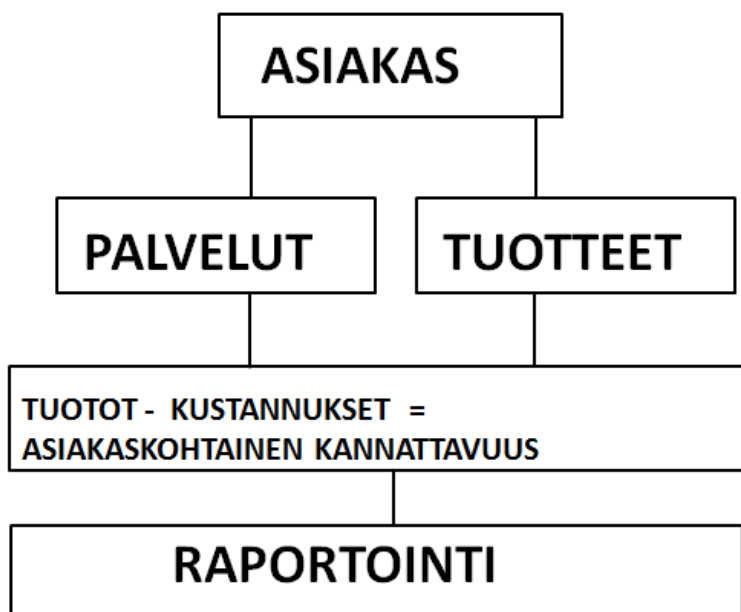 ASIAKAS
PALVELUT
TUOTTEET
TUOTOT - KUSTANNUKSET =
ASIAKASKOHTAINEN KANNATTAVUUS
RAPORTOINTI